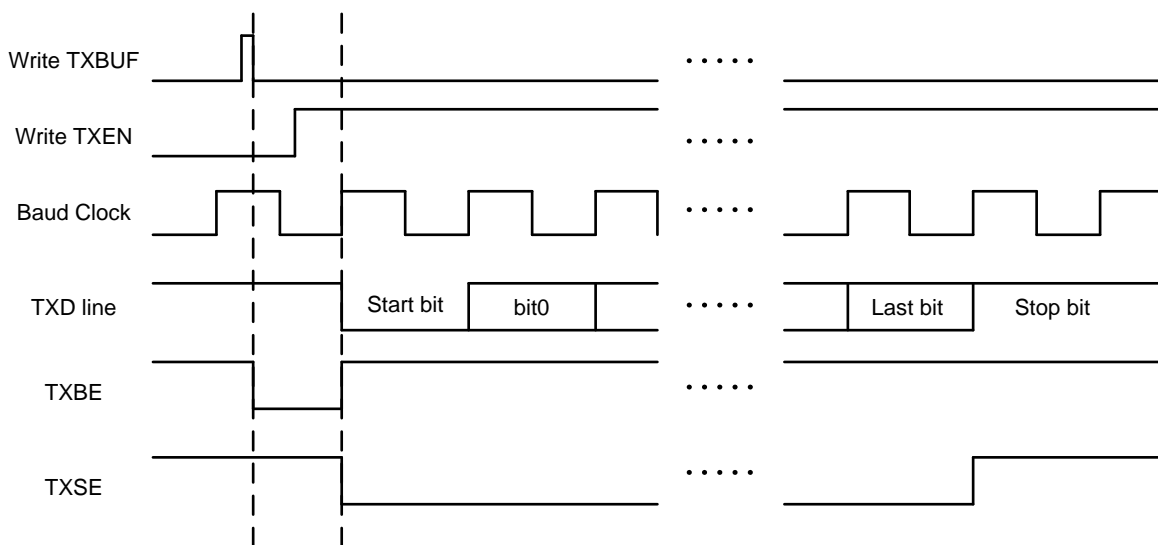 Write TXBUF
.....
Write TXEN
.....
Baud Clock
.....
TXD line
Start bit
bit0
.....
Last bit
Stop bit
TXBE
.....
TXSE
.....